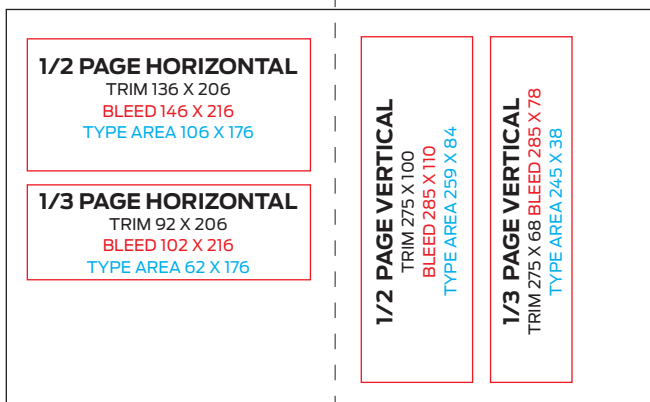 1/2 PAGE HORIZONTAL
TRIM 136 X 206
BLEED 146 X 216
TYPE AREA 106 X 176
1/3 PAGE HORIZONTAL
TRIM 92 X 206
BLEED 102 X 216
TYPE AREA 62 X 176
1/2 PAGE VERTICAL
TRIM 275 X 100
BLEED 285 X 110
TYPE AREA 259 X 84
1/3 PAGE VERTICAL
TRIM 275 X 68 BLEED 285 X 78
TYPE AREA 245 X 38